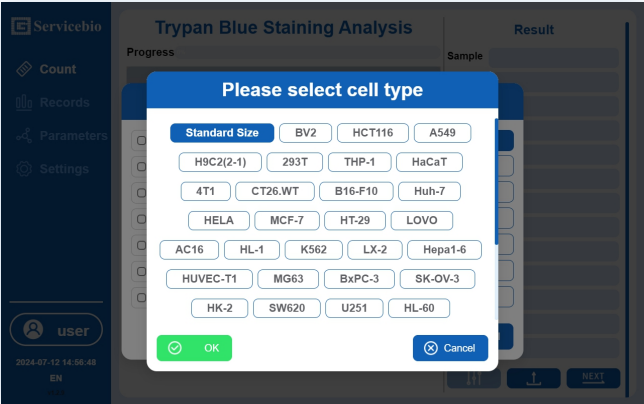 Servicebio
Trypan Blue Staining Analysis
Result
Progress
Sample
Count
Records
Parameters
Settings
Please select cell type
Standard Size BV2 HCT116 A549
H9C2(2-1) 293T THP-1 HaCaT
4T1 CT26.WT B16-F10 Huh-7
HELA MCF-7 HT-29 LOVO
AC16 HL-1 K562 LX-2 Hepa1-6
HUVEC-T1 MG63 BxPC-3 SK-OV-3
HK-2 SW620 U251 HL-60
OK
Cancel
user
2024-07-12 14:56:48
EN
NEXT